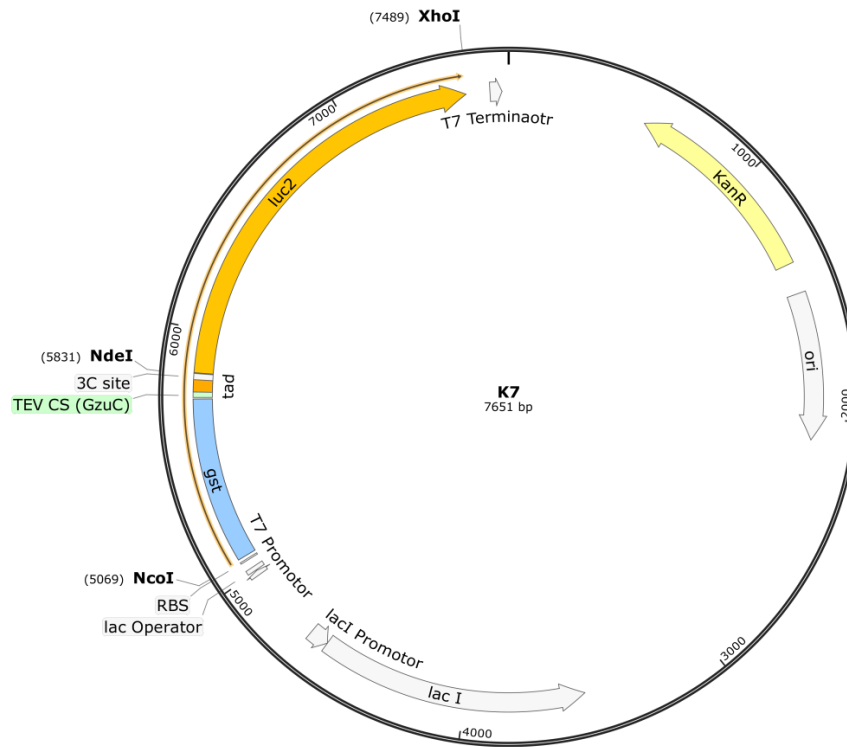 (7489) XhoI
T7 Terminaotr
7000
1000
luc2
KanR
6000
(5831) NdeI
3C site
TEV CS (GzuC)
tad
ori
K7
7651 bp
2000
gst
T7 Promotor
(5069) NcoI
RBS
lac Operator
5000
lacI Promotor
lac I
3000
4000